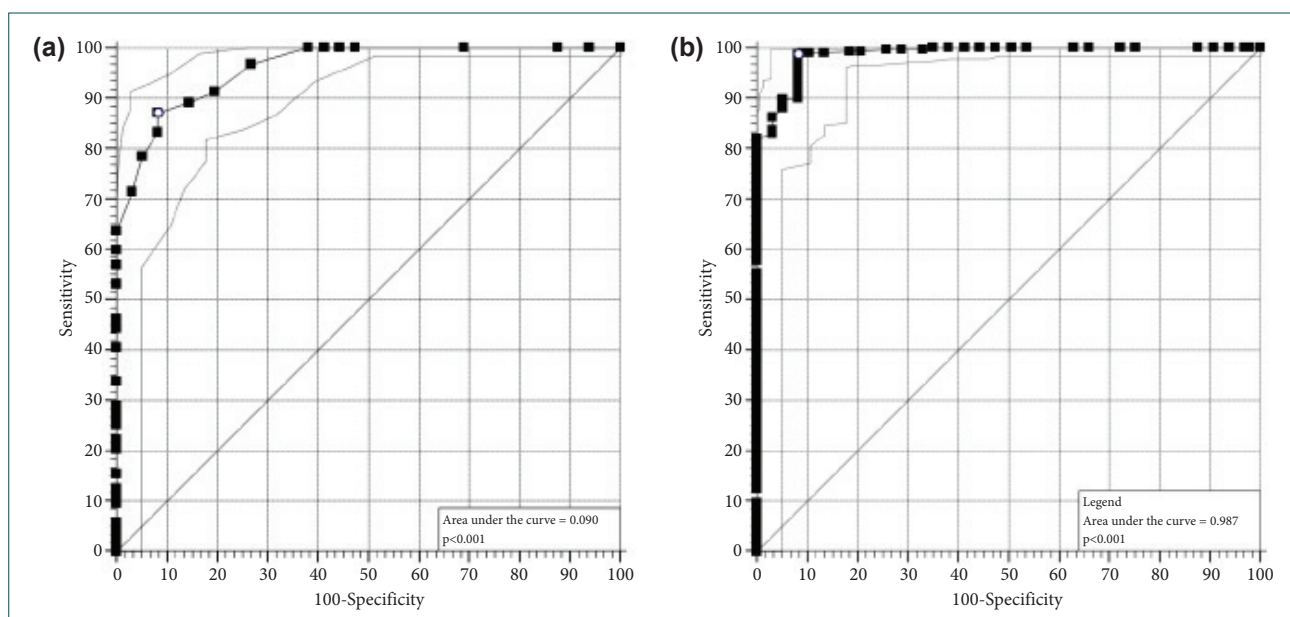 (a)
100
90
80
70
60
50
40
30
20
10
0
Sensitivity
0 10 20 30 40 50 60 70 80 90 100
100-Specificity
Area under the curve = 0.090
p<0.001
(b)
100
90
80
70
60
50
40
30
20
10
0
Sensitivity
0 10 20 30 40 50 60 70 80 90 100
100-Specificity
Legend
Area under the curve = 0.987
p<0.001